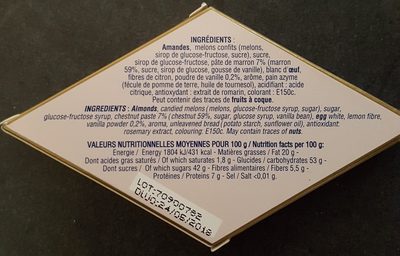 INGRÉDIENTS :
Amandes, melons confits (melons,
sirop de glucose-fructose, sucre), sucre,
sirop de glucose-fructose, pâte de marron 7% (marron
59%, sucre, sirop de glucose, gousse de vanille), blanc d'œuf,
fibres de citron, poudre de vanille 0,2%, arôme, pain azyme
(fécule de pomme de terre, huile de tournesol), acidifiant : acide
citrique, antioxydant : extrait de romarin, colorant : E150c.
Peut contenir des traces de fruits à coque.
INGREDIENTS: Almonds, candied melons (melons, glucose-fructose syrup, sugar), sugar,
glucose-fructose syrup, chestnut paste 7% (chestnut 59%, sugar, glucose syrup, vanilla bean), egg white, lemon fibre,
vanilla powder 0,2%, aroma, unleavened bread (potato starch, sunflower oil), antioxidant:
rosemary extract, colouring: E150c. May contain traces of nuts.
VALEURS NUTRITIONNELLES MOYENNES POUR 100 g / Nutrition facts per 100g:
Energie / Energy 1804 kJ/431 kcal - Matières grasses / Fat 20 g -
Dont acides gras saturés / Of which saturates 1,8 g - Glucides / carbohydrates 53 g -
Dont sucres / Of which sugars 42 g - Fibres alimentaires / Fibers 5,5 g -
Protéines / Proteins 7 g - Sel / Salt <0,01 g.
LOT:70900782
DLUO:24/06/2018